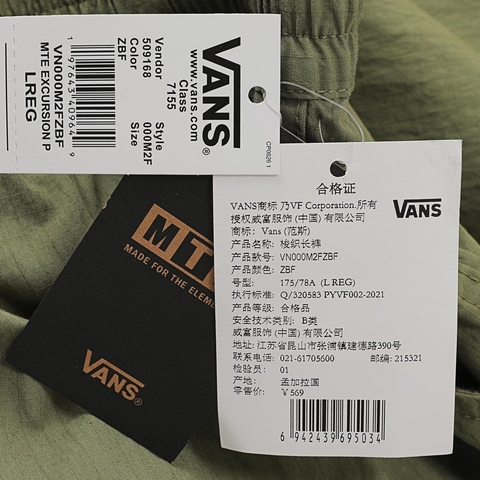 VANS®
www.vans.com
Class
7155
Vendor Style
509168 000M2F
Color Size
ZBF
1 97643 40964 9
VN000M2FZBF
MTE EXCURSION P
LREG
CP0526 1
MTE
MADE FOR THE ELEME
VANS®
合格证
VANS
VANS商标 乃VF Corporation.所有
授权威富服饰 (中国) 有限公司
商标: Vans (范斯)
产品名称: 梭织长裤
产品款号: VN000M2FZBF
产品颜色: ZBF
号型: 175/78A (L REG)
执行标准: Q/320583 PYVF002-2021
产品等级: 合格品
安全技术类别: B类
威富服饰 (中国) 有限公司
地址: 江苏省昆山市张浦镇建德路390号
联系电话: 021-61705600 邮编: 215321
检验员: 01
产地: 孟加拉国
零售价: ￥569
6 942439 695034